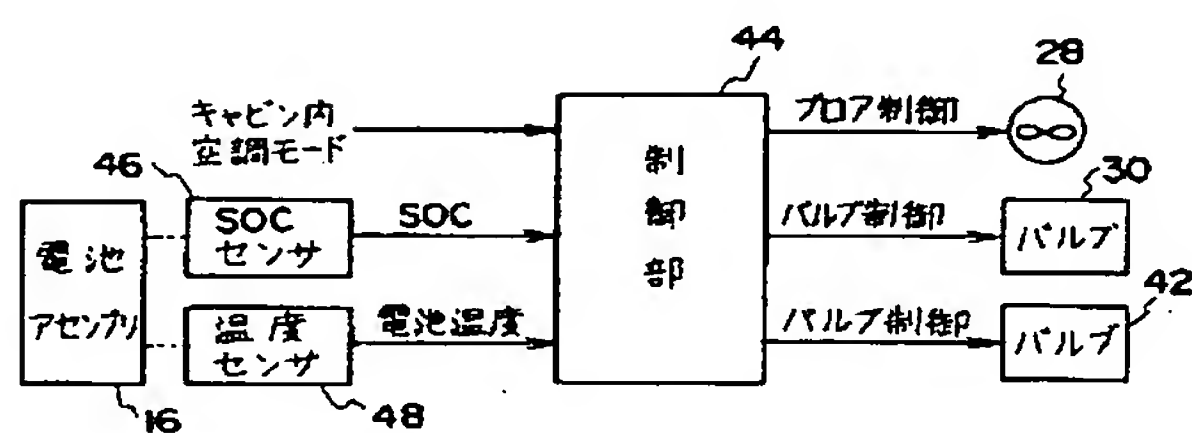 44
28
キャビン内
空調モード
ブロア制御
46
制
御
部
30
SOC
センサ
SOC
バルブ制御
バルブ
電池
アセンブリ
42
温度
センサ
電池温度
バルブ制御
バルブ
16
48